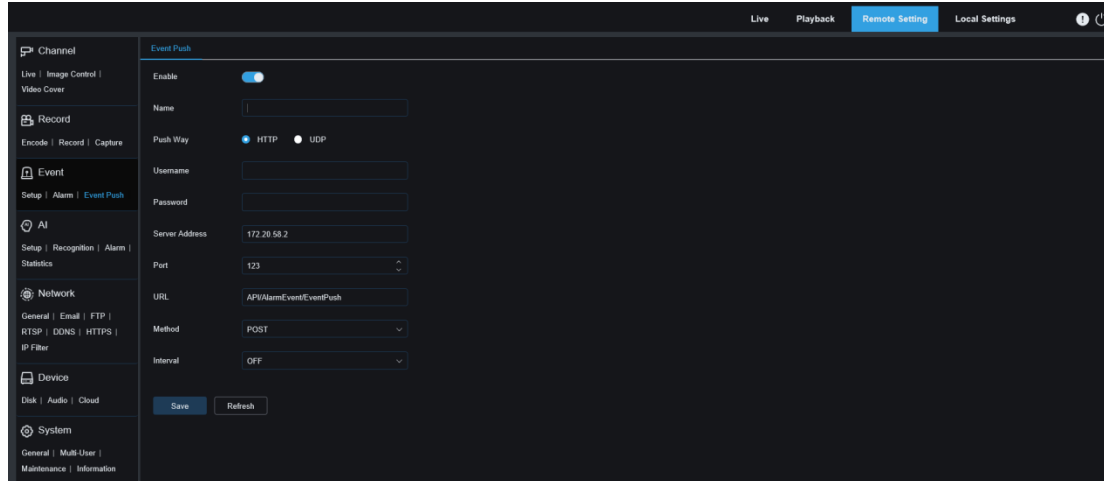 Live Playback Remote Setting Local Settings
Channel
Live | Image Control |
Video Cover
Record
Encode | Record | Capture
Event
Setup | Alarm | Event Push
AI
Setup | Recognition | Alarm |
Statistics
Network
General | Email | FTP |
RTSP | DDNS | HTTPS |
IP Filter
Device
Disk | Audio | Cloud
System
General | Multi-User |
Maintenance | Information
Event Push
Enable
Name
Push Way HTTP UDP
Username
Password
Server Address 172.20.58.2
Port 123
URL API/AlarmEvent/EventPush
Method POST
Interval OFF
Save Refresh